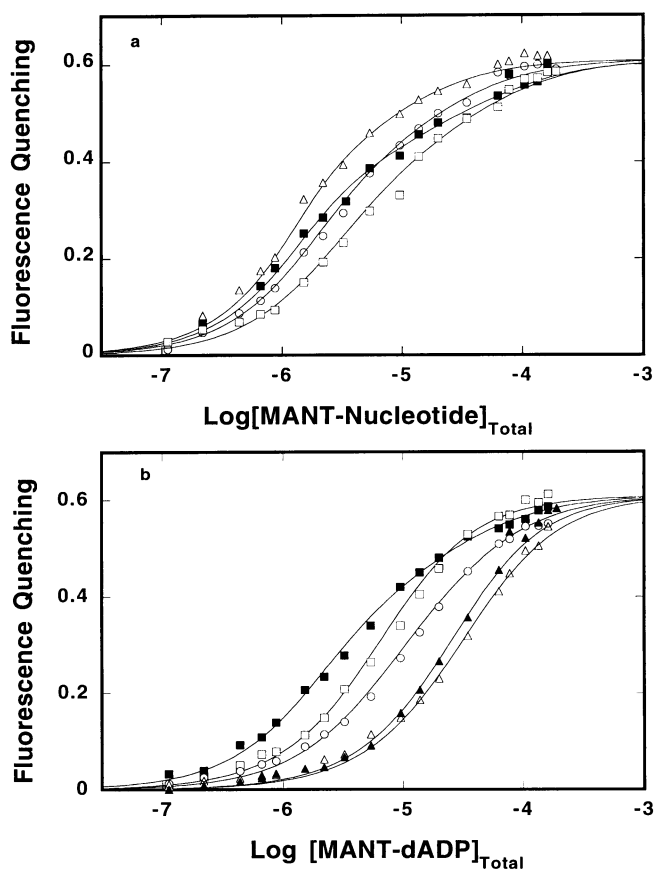 a
0.6
0.4
0.2
0
Fluorescence Quenching
-7 -6 -5 -4 -3
Log[MANT-Nucleotide]Total
b
0.6
0.4
0.2
0
Fluorescence Quenching
-7 -6 -5 -4 -3
Log [MANT-dADP]Total